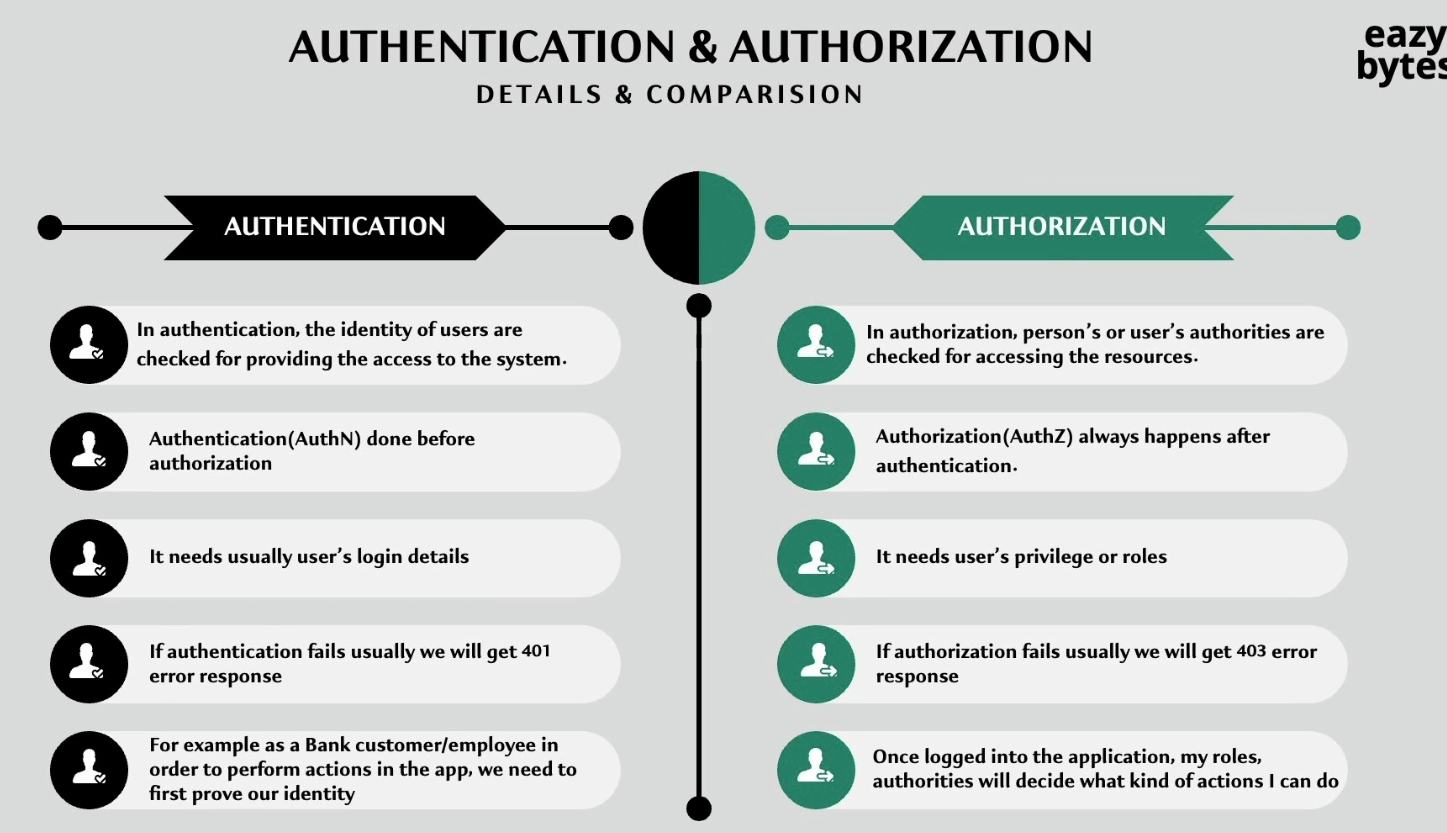 AUTHENTICATION & AUTHORIZATION
DETAILS & COMPARISION
eazy
bytes
AUTHENTICATION
In authentication, the identity of users are
checked for providing the access to the system.
Authentication(AuthN) done before
authorization
It needs usually user's login details
If authentication fails usually we will get 401
error response
For example as a Bank customer/employee in
order to perform actions in the app, we need to
first prove our identity
AUTHORIZATION
In authorization, person's or user's authorities are
checked for accessing the resources.
Authorization(AuthZ) always happens after
authentication.
It needs user's privilege or roles
If authorization fails usually we will get 403 error
response
Once logged into the application, my roles,
authorities will decide what kind of actions I can do